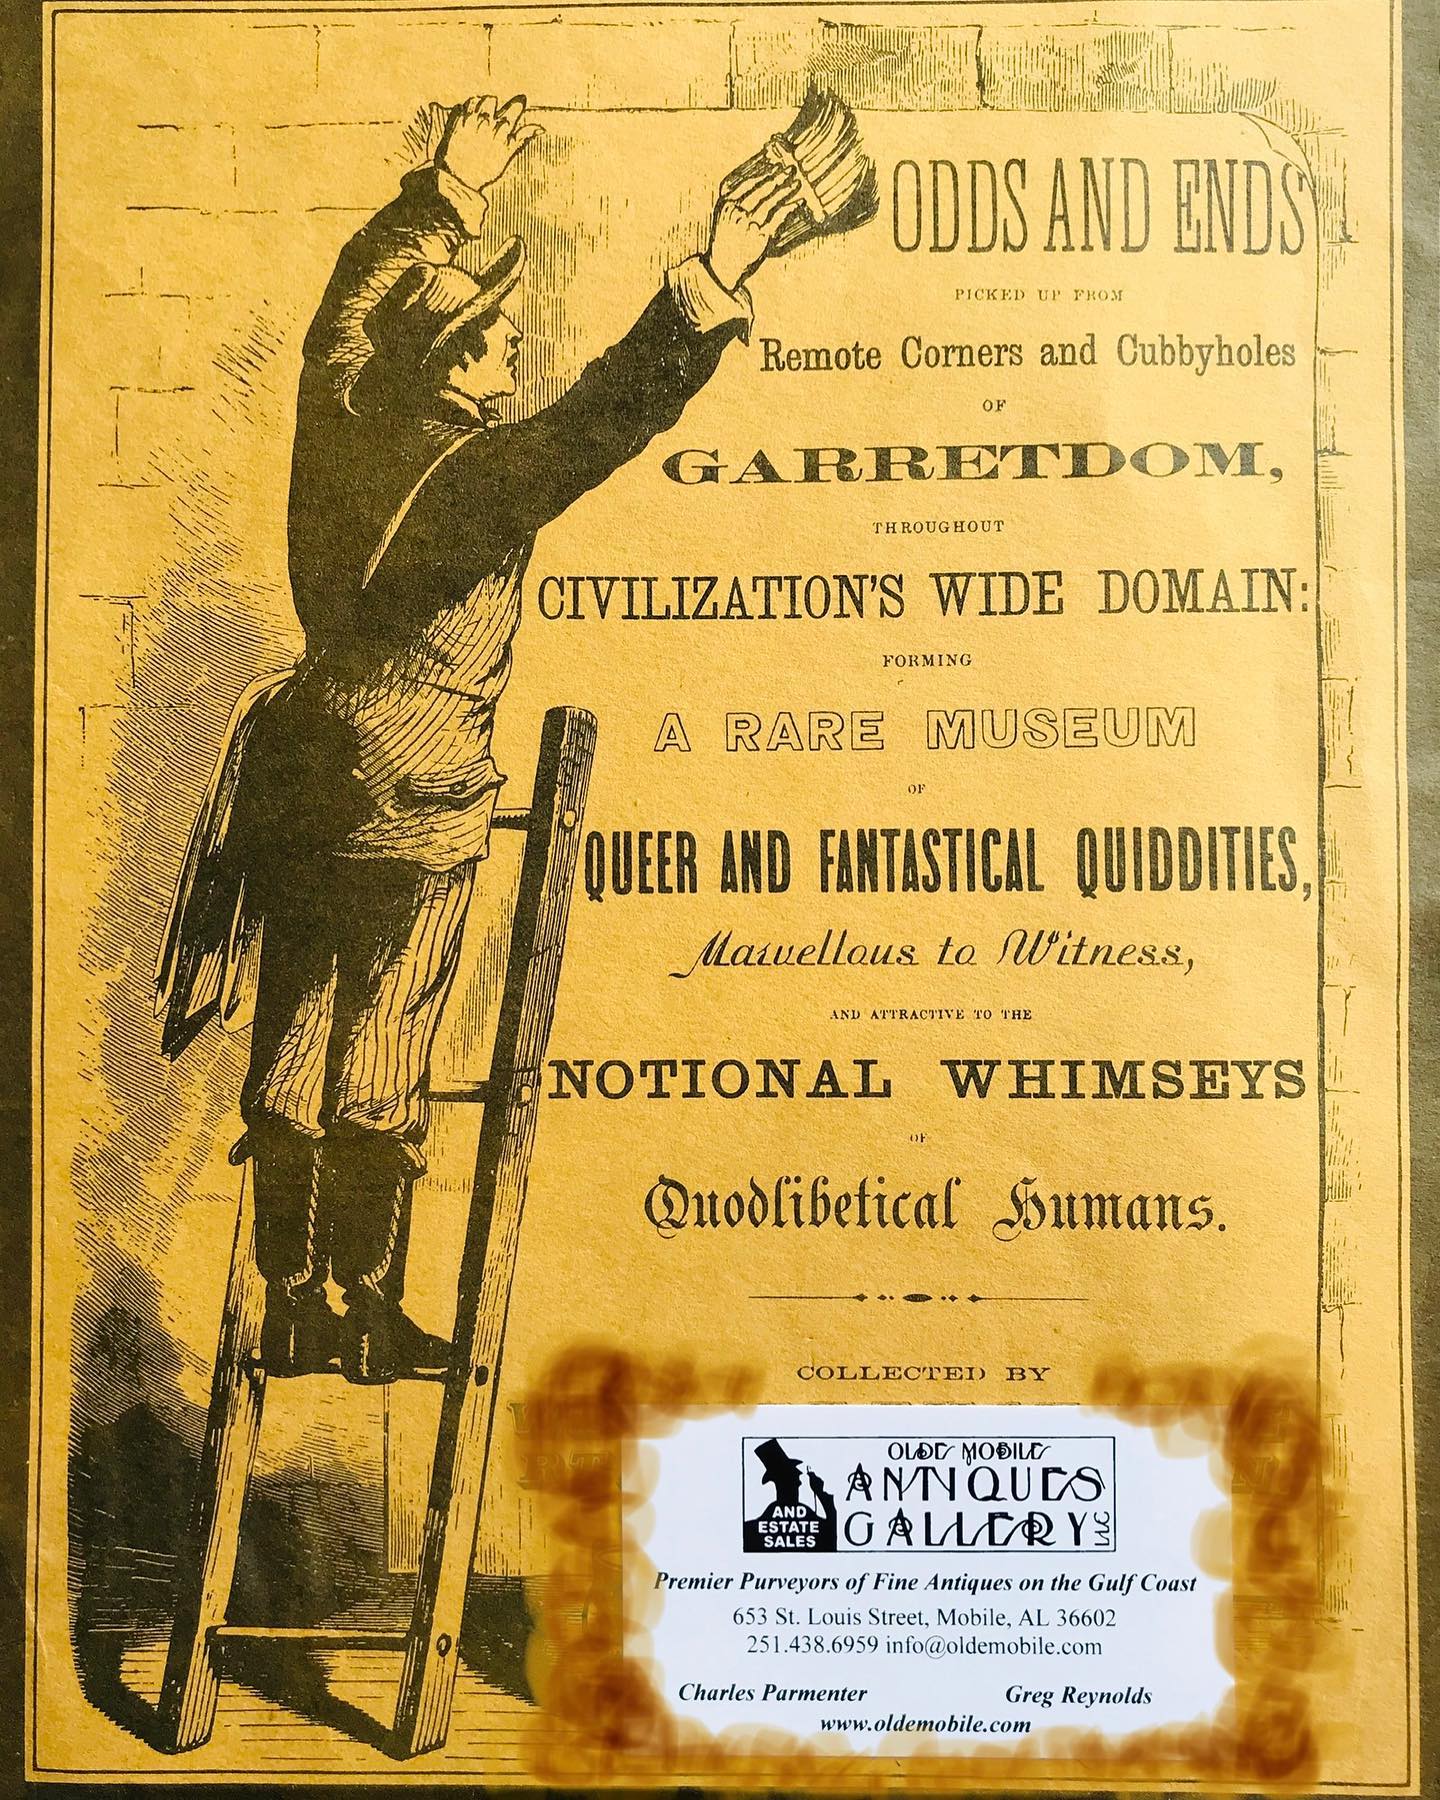 ODDS AND ENDS
PICKED UP FROM
Remote Corners and Cubbyholes
OF
GARRETDOM,
THROUGHOUT
CIVILIZATION'S WIDE DOMAIN:
FORMING
A RARE MUSEUM
OF
QUEER AND FANTASTICAL QUIDDITIES,
Marvellous to Witness,
AND ATTRACTIVE TO THE
NOTIONAL WHIMSEYS
OF
Quodlibetical Humans.
COLLECTED BY
OLDE MOBILE
ANTIQUES
GALLERY LLC
AND
ESTATE
SALES
Premier Purveyors of Fine Antiques on the Gulf Coast
653 St. Louis Street, Mobile, AL 36602
251.438.6959 info@oldemobile.com
Charles Parmenter Greg Reynolds
www.oldemobile.com